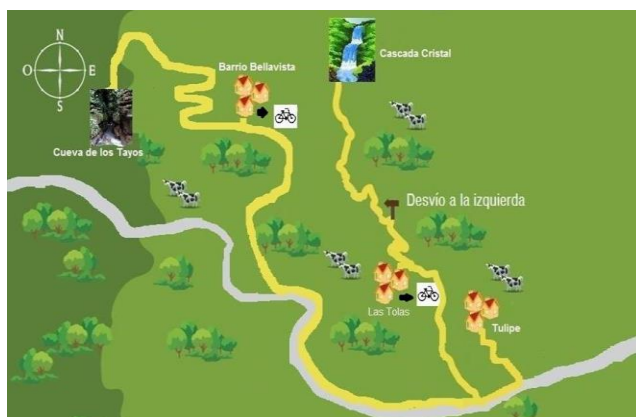 N
O
E
S
Barrio Bellavista
Cascada Cristal
Cueva de los Tayos
Desvío a la izquierda
Las Tolas
Tulipe